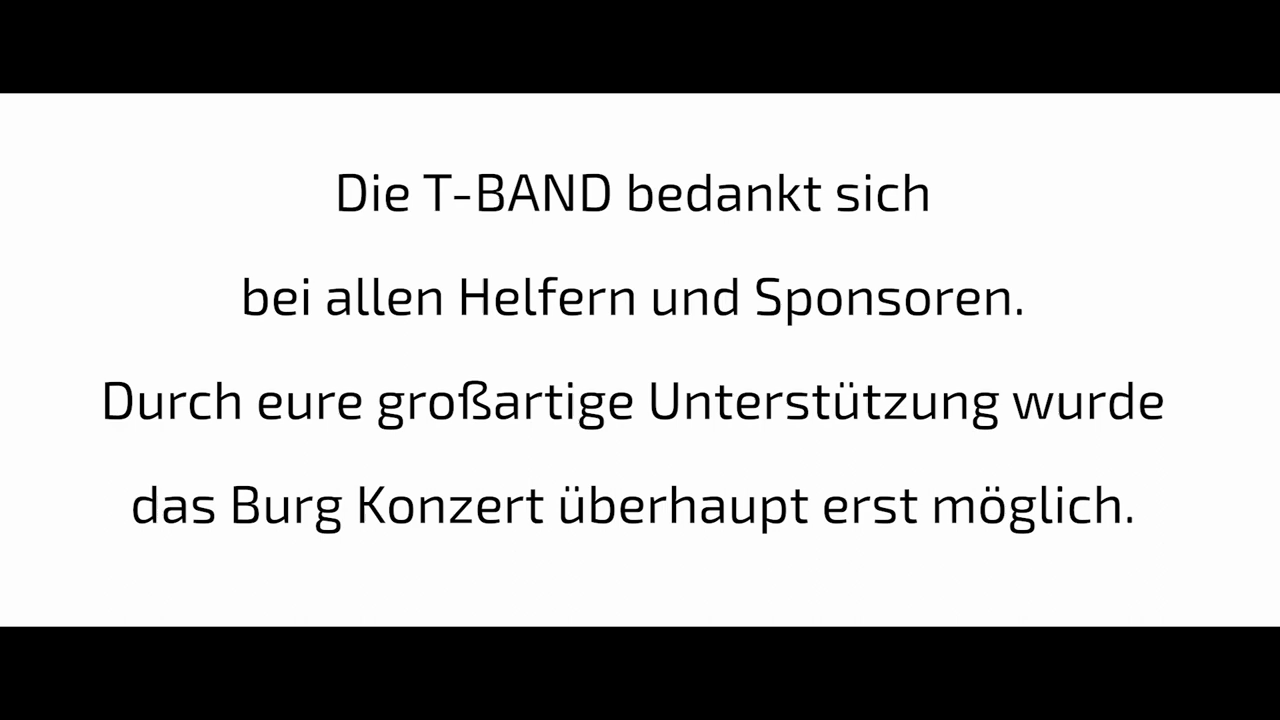 Die T-BAND bedankt sich
bei allen Helfern und Sponsoren.
Durch eure großartige Unterstützung wurde
das Burg Konzert überhaupt erst möglich.